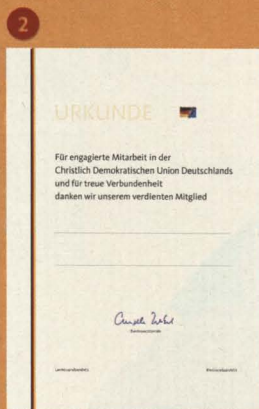 2
URKUNDE
Für engagierte Mitarbeit in der
Christlich Demokratischen Union Deutschlands
und für treue Verbundenheit
danken wir unserem verdienten Mitglied